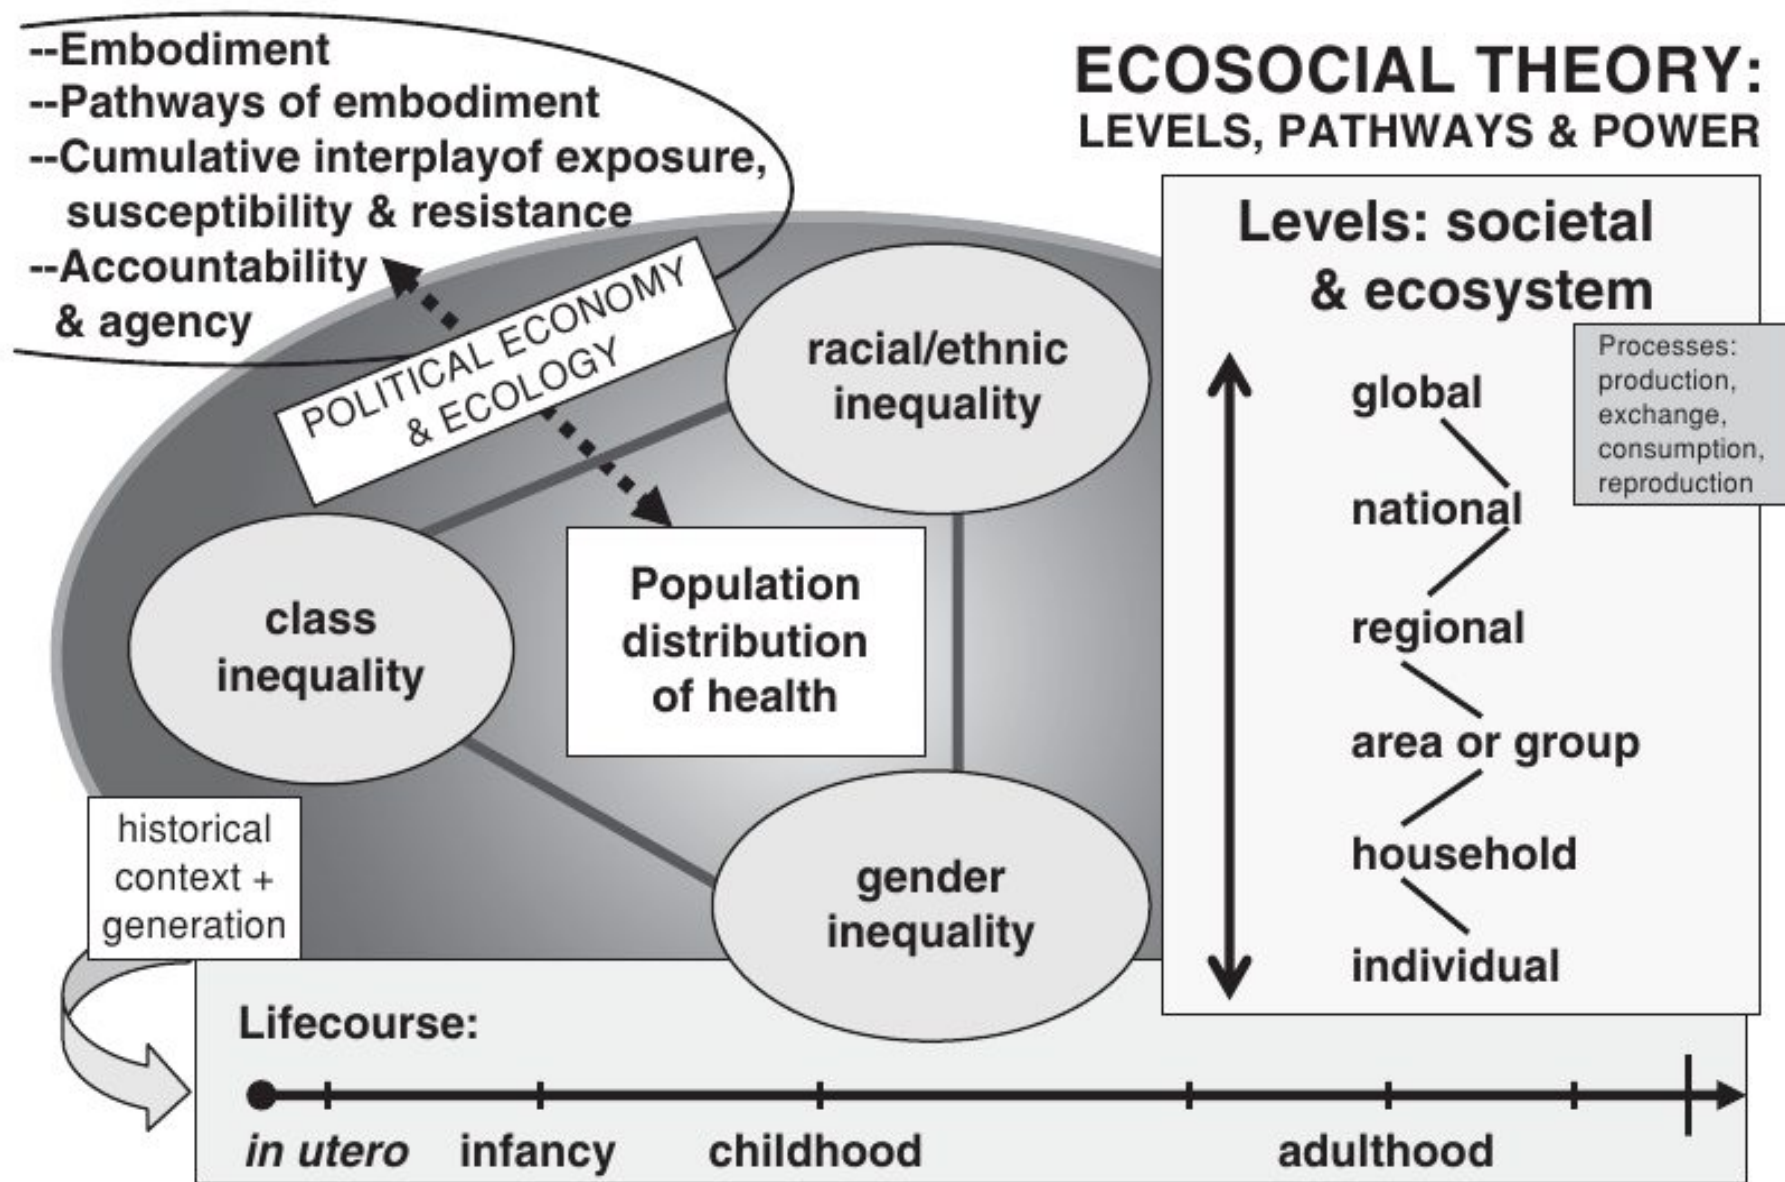 --Embodiment
--Pathways of embodiment
--Cumulative interplayof exposure,
susceptibility & resistance
--Accountability
& agency
ECOSOCIAL THEORY:
LEVELS, PATHWAYS & POWER
POLITICAL ECONOMY
& ECOLOGY
racial/ethnic
inequality
class
inequality
Population
distribution
of health
gender
inequality
historical
context +
generation
Levels: societal
& ecosystem
Processes:
production,
exchange,
consumption,
reproduction
global
national
regional
area or group
household
individual
Lifecourse:
in utero infancy childhood adulthood